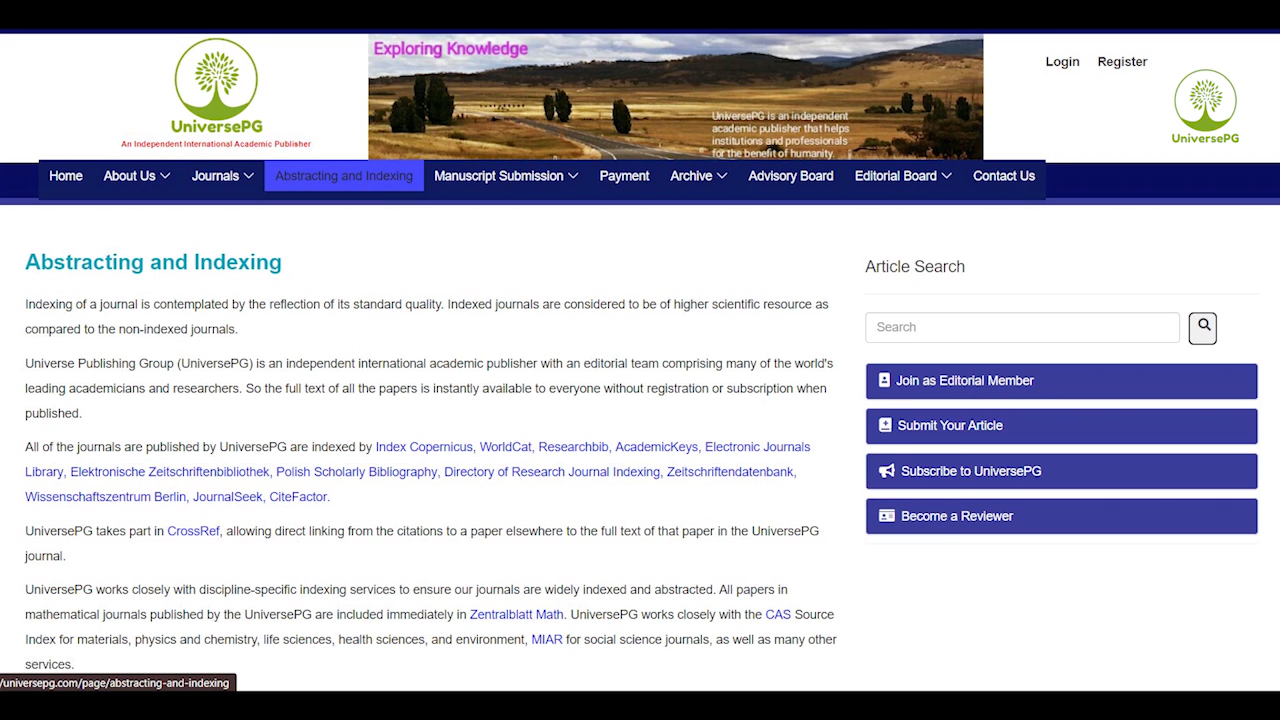 UniversePG
An Independent International Academic Publisher
Exploring Knowledge
UniversePG is an independent
academic publisher that helps
institutions and professionals
for the benefit of humanity.
Login Register
UniversePG
Home About Us Journals Abstracting and Indexing Manuscript Submission Payment Archive Advisory Board Editorial Board Contact Us
Abstracting and Indexing
Indexing of a journal is contemplated by the reflection of its standard quality. Indexed journals are considered to be of higher scientific resource as
compared to the non-indexed journals.
Universe Publishing Group (UniversePG) is an independent international academic publisher with an editorial team comprising many of the world's
leading academicians and researchers. So the full text of all the papers is instantly available to everyone without registration or subscription when
published.
All of the journals are published by UniversePG are indexed by Index Copernicus, WorldCat, Researchbib, AcademicKeys, Electronic Journals
Library, Elektronische Zeitschriftenbibliothek, Polish Scholarly Bibliography, Directory of Research Journal Indexing, Zeitschriftendatenbank,
Wissenschaftszentrum Berlin, JournalSeek, CiteFactor.
UniversePG takes part in CrossRef, allowing direct linking from the citations to a paper elsewhere to the full text of that paper in the UniversePG
journal.
UniversePG works closely with discipline-specific indexing services to ensure our journals are widely indexed and abstracted. All papers in
mathematical journals published by the UniversePG are included immediately in Zentralblatt Math. UniversePG works closely with the CAS Source
Index for materials, physics and chemistry, life sciences, health sciences, and environment, MIAR for social science journals, as well as many other
services.
Article Search
Search
Join as Editorial Member
Submit Your Article
Subscribe to UniversePG
Become a Reviewer
/universepg.com/page/abstracting-and-indexing